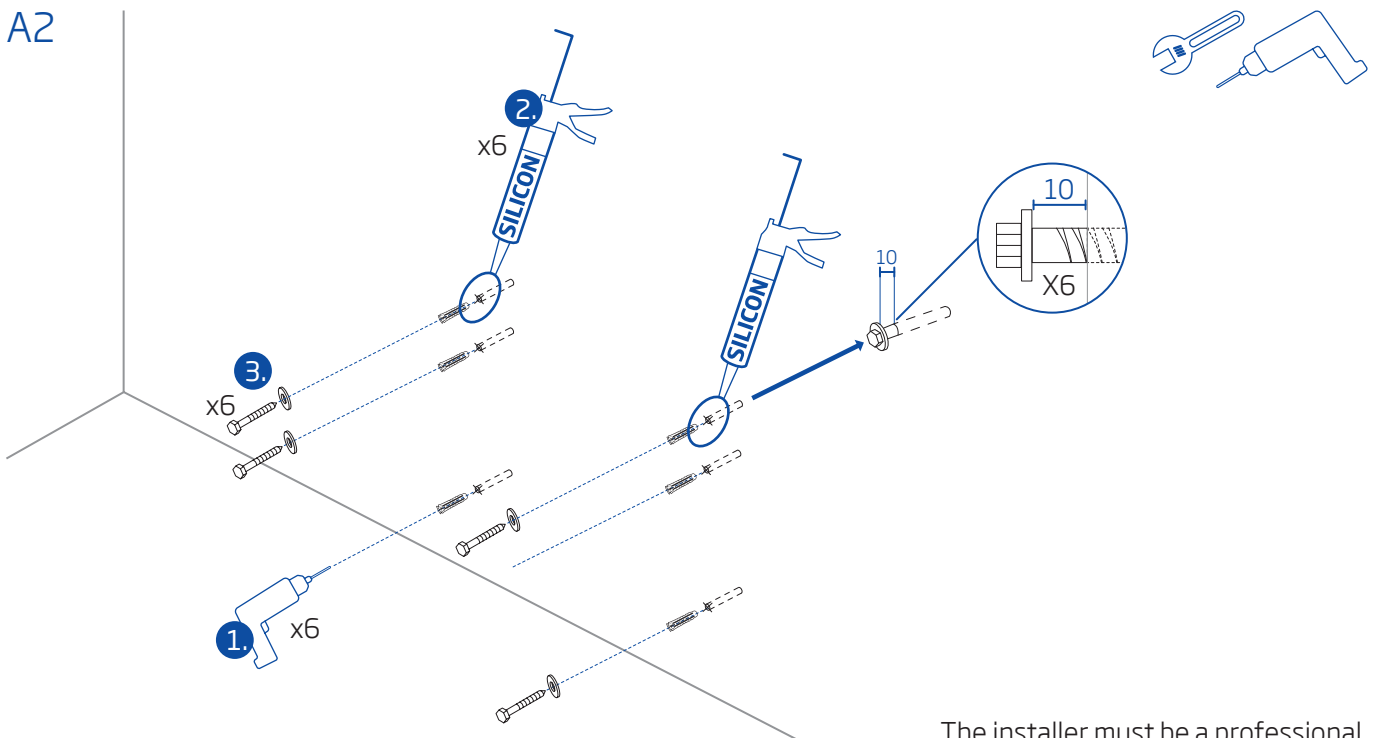 A2
2.
x6
SILICON
10
X6
10
SILICON
3.
x6
1.
x6
The installer must be a professional